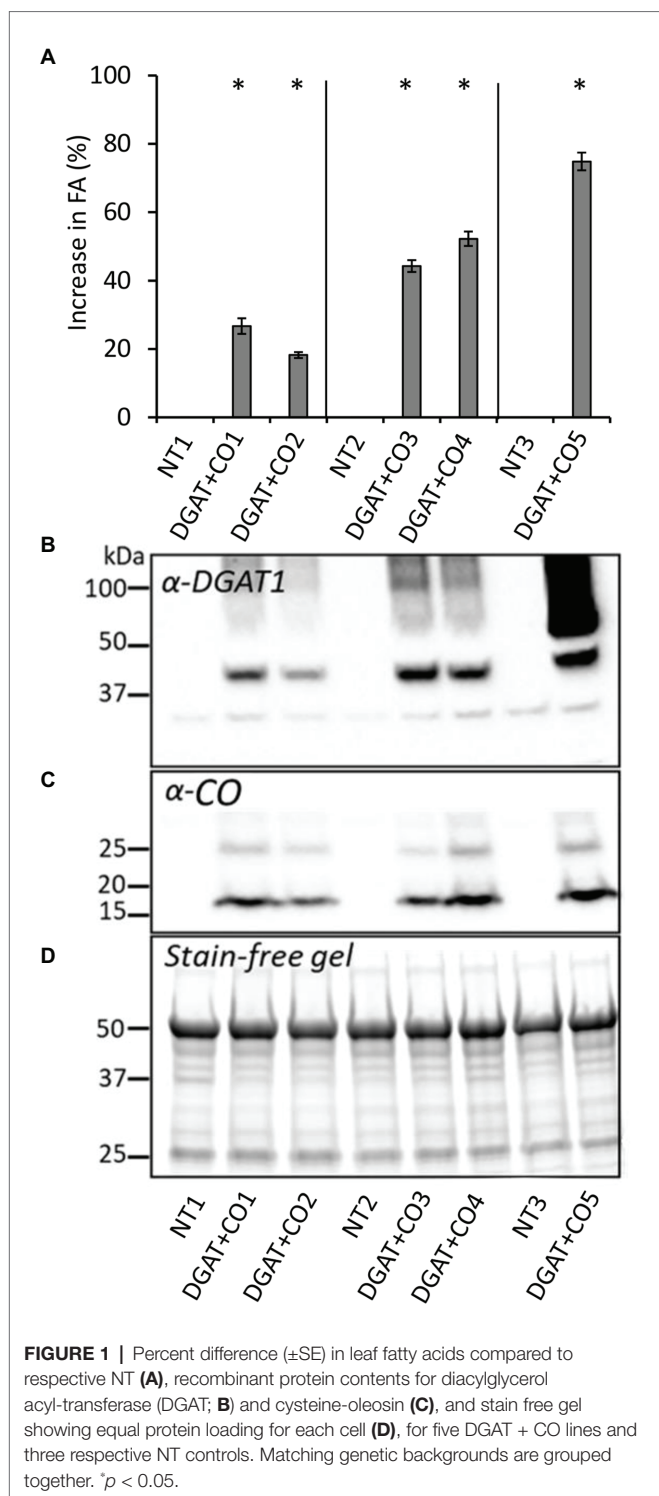 A
100
80
60
40
20
0
Increase in FA (%)
* * * * *
NT1 DGAT+CO1 DGAT+CO2 NT2 DGAT+CO3 DGAT+CO4 NT3 DGAT+CO5
B
kDa
α-DGAT1
100
50
37
C
α-CO
25
20
15
D
Stain-free gel
50
37
25
NT1 DGAT+CO1 DGAT+CO2 NT2 DGAT+CO3 DGAT+CO4 NT3 DGAT+CO5
FIGURE 1 | Percent difference (±SE) in leaf fatty acids compared to
respective NT (A), recombinant protein contents for diacylglycerol
acyl-transferase (DGAT; B) and cysteine-oleosin (C), and stain free gel
showing equal protein loading for each cell (D), for five DGAT + CO lines and
three respective NT controls. Matching genetic backgrounds are grouped
together. *p < 0.05.